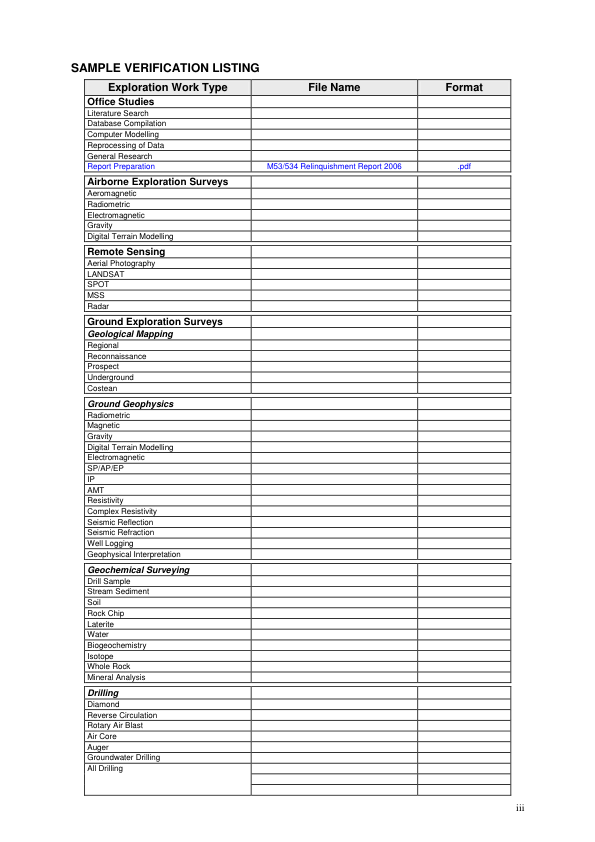 SAMPLE VERIFICATION LISTING
Exploration Work Type File Name Format
Office Studies
Literature Search
Database Compilation
Computer Modelling
Reprocessing of Data
General Research
Report Preparation M53/534 Relinquishment Report 2006 .pdf
Airborne Exploration Surveys
Aeromagnetic
Radiometric
Electromagnetic
Gravity
Digital Terrain Modelling
Remote Sensing
Aerial Photography
LANDSAT
SPOT
MSS
Radar
Ground Exploration Surveys
Geological Mapping
Regional
Reconnaissance
Prospect
Underground
Costean
Ground Geophysics
Radiometric
Magnetic
Gravity
Digital Terrain Modelling
Electromagnetic
SP/AP/EP
IP
AMT
Resistivity
Complex Resistivity
Seismic Reflection
Seismic Refraction
Well Logging
Geophysical Interpretation
Geochemical Surveying
Drill Sample
Stream Sediment
Soil
Rock Chip
Laterite
Water
Biogeochemistry
Isotope
Whole Rock
Mineral Analysis
Drilling
Diamond
Reverse Circulation
Rotary Air Blast
Air Core
Auger
Groundwater Drilling
All Drilling
iii